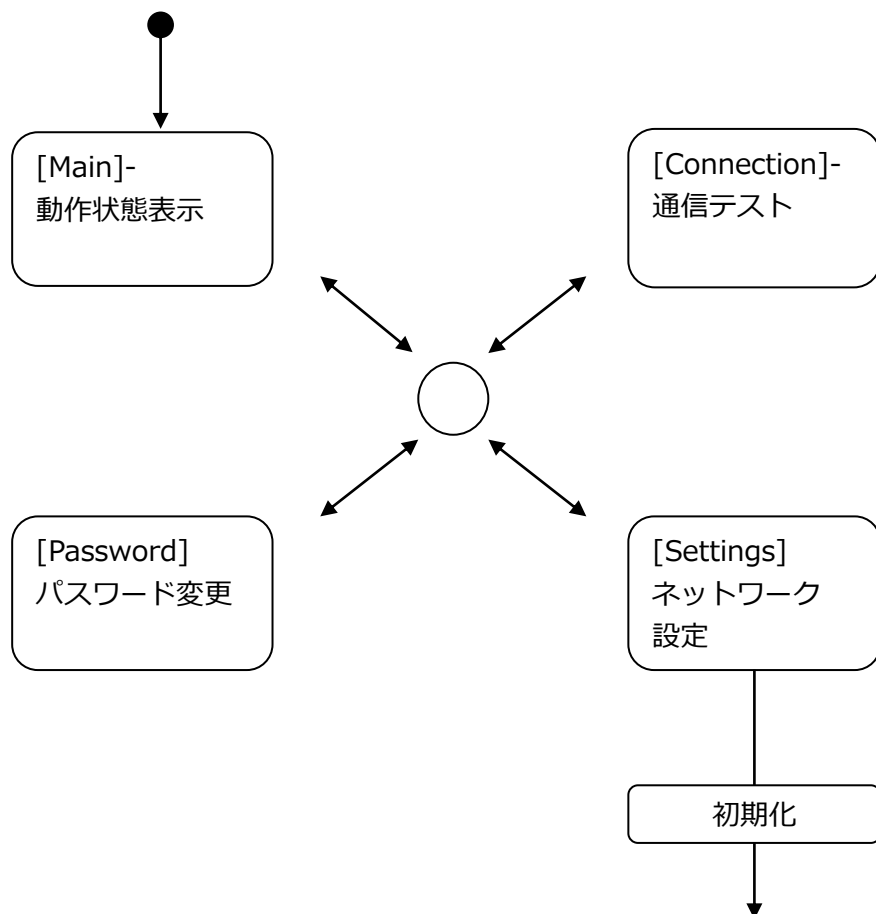 [Main]-
動作状態表示
[Connection]-
通信テスト
[Password]
パスワード変更
[Settings]
ネットワーク
設定
初期化